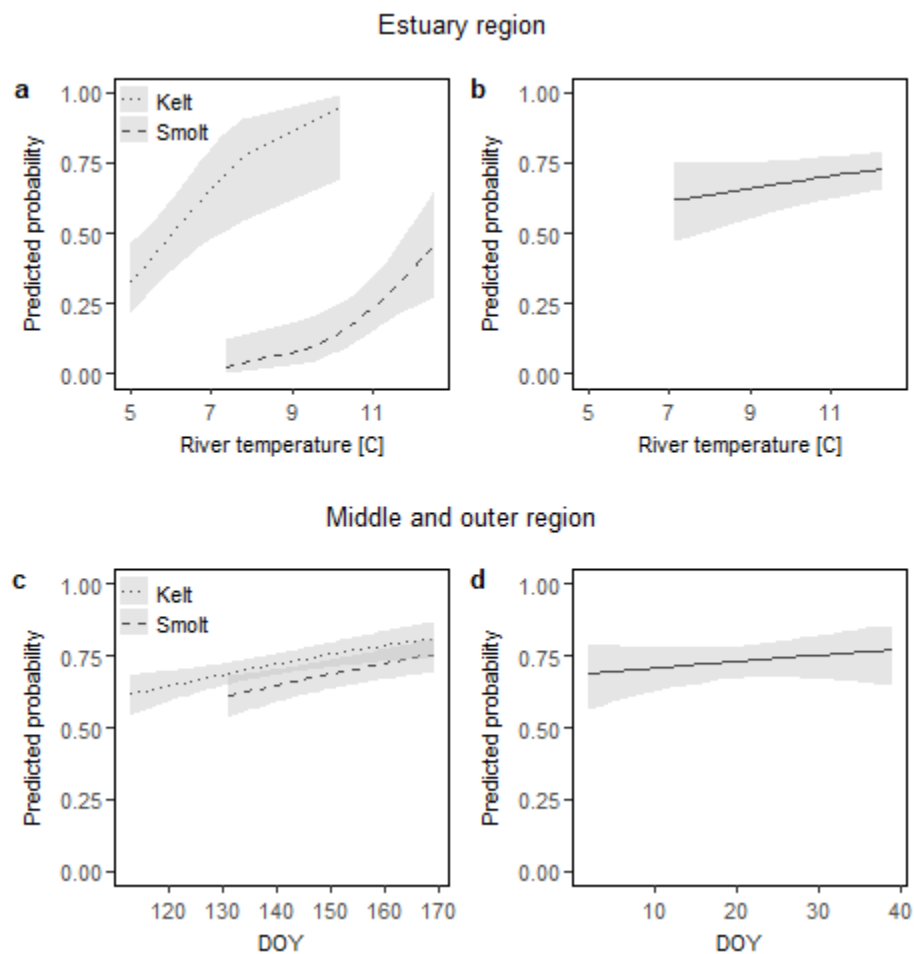 Estuary region
a
b
Kelt
Smolt
1.00
0.75
0.50
0.25
0.00
Predicted probability
5 7 9 11
River temperature [C]
1.00
0.75
0.50
0.25
0.00
Predicted probability
5 7 9 11
River temperature [C]
Middle and outer region
c
d
Kelt
Smolt
1.00
0.75
0.50
0.25
0.00
Predicted probability
120 130 140 150 160 170
DOY
1.00
0.75
0.50
0.25
0.00
Predicted probability
10 20 30 40
DOY